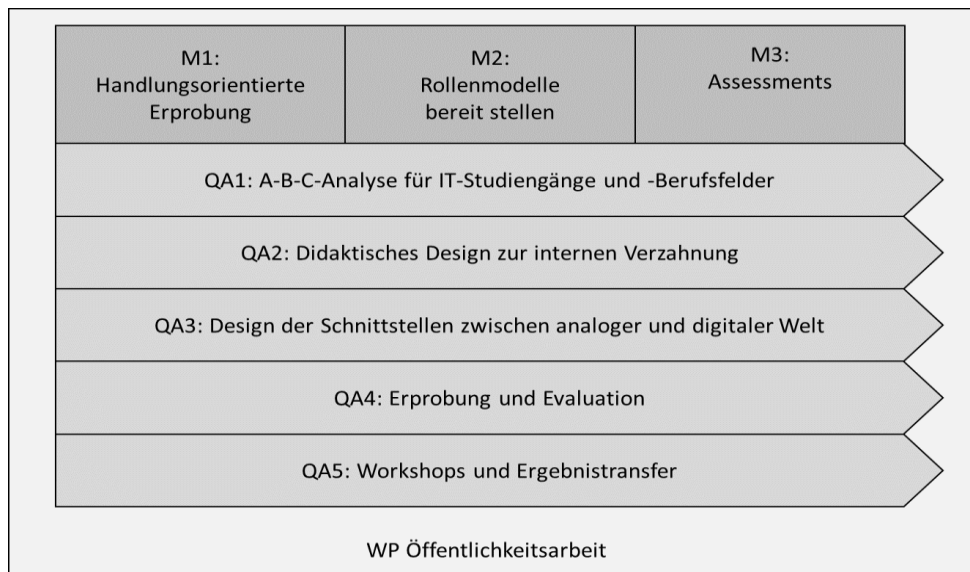 M1:
Handlungsorientierte
Erprobung
M2:
Rollenmodelle
bereit stellen
M3:
Assessments
QA1: A-B-C-Analyse für IT-Studiengänge und -Berufsfelder
QA2: Didaktisches Design zur internen Verzahnung
QA3: Design der Schnittstellen zwischen analoger und digitaler Welt
QA4: Erprobung und Evaluation
QA5: Workshops und Ergebnistransfer
WP Öffentlichkeitsarbeit